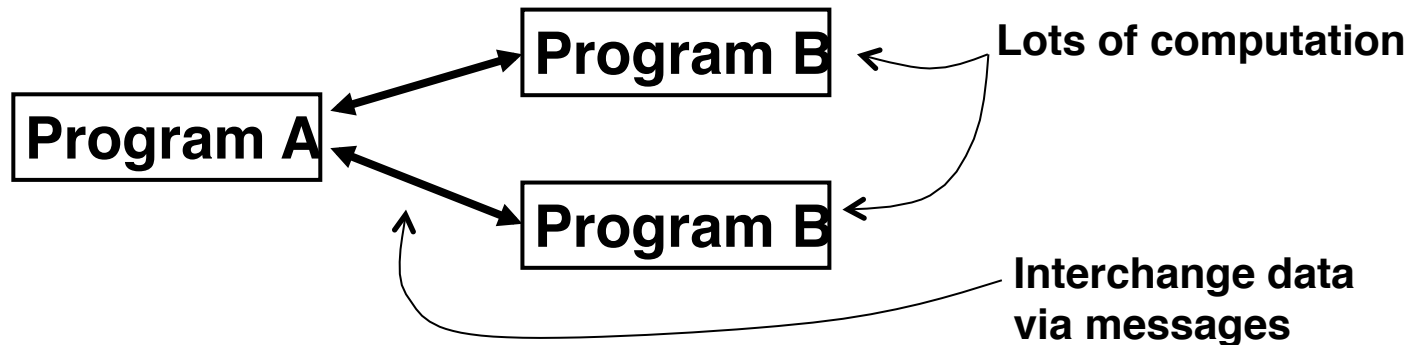 Program B
Lots of computation
Program A
Program B
Interchange data
via messages